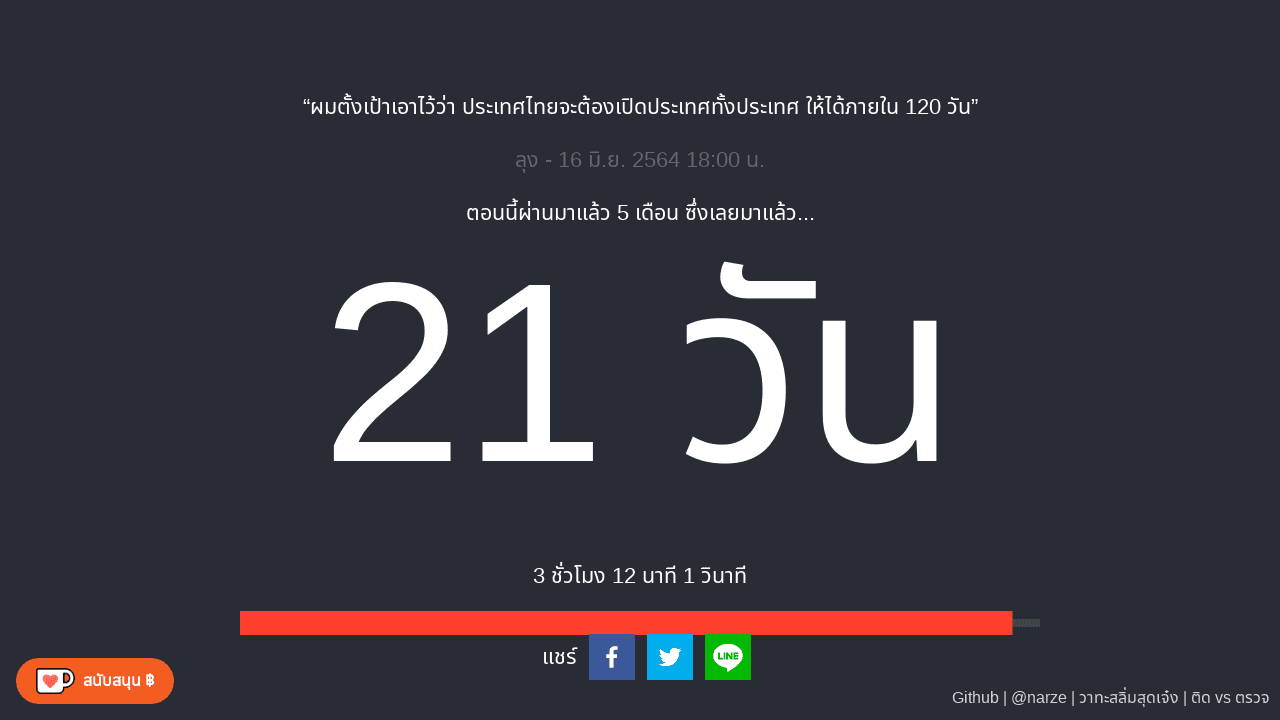 “ผมตั้งเป้าเอาไว้ว่า ประเทศไทยจะต้องเปิดประเทศทั้งประเทศ ให้ได้ภายใน 120 วัน”
ลุง - 16 มิ.ย. 2564 18:00 น.
ตอนนี้ผ่านมาแล้ว 5 เดือน ซึ่งเลยมาแล้ว...
21 วัน
3 ชั่วโมง 12 นาที 1 วินาที
แชร์ LINE
สนับสนุน ฿
Github | @narze | วาทะสลิ่มสุดเจ๋ง | ติด vs ตรวจ